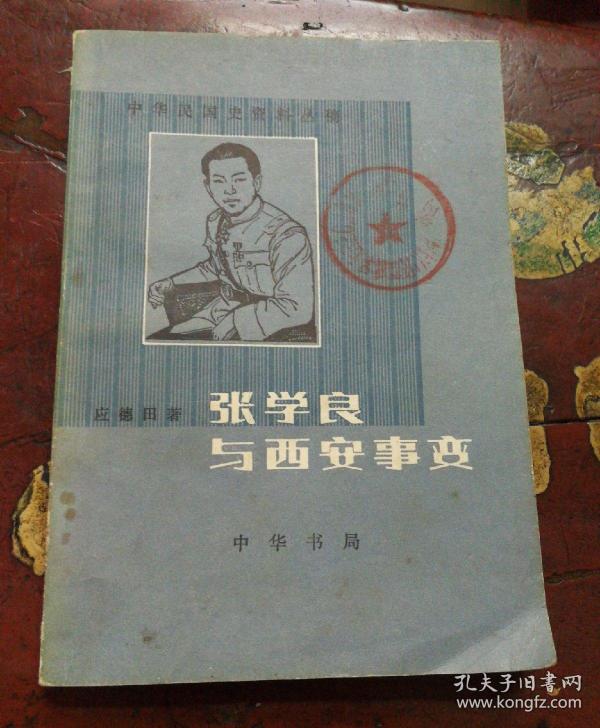 中华民国史资料丛稿
应德田著
张学良
与西安事变
中华书局
孔夫子旧书网
www.kongfz.com